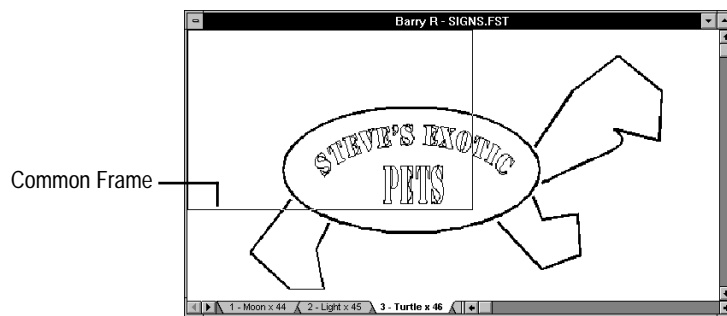 Barry R - SIGNS.FST
STEVE'S EXOTIC
PETS
Common Frame
1 - Moon x 44 2 - Light x 45 3 - Turtle x 46